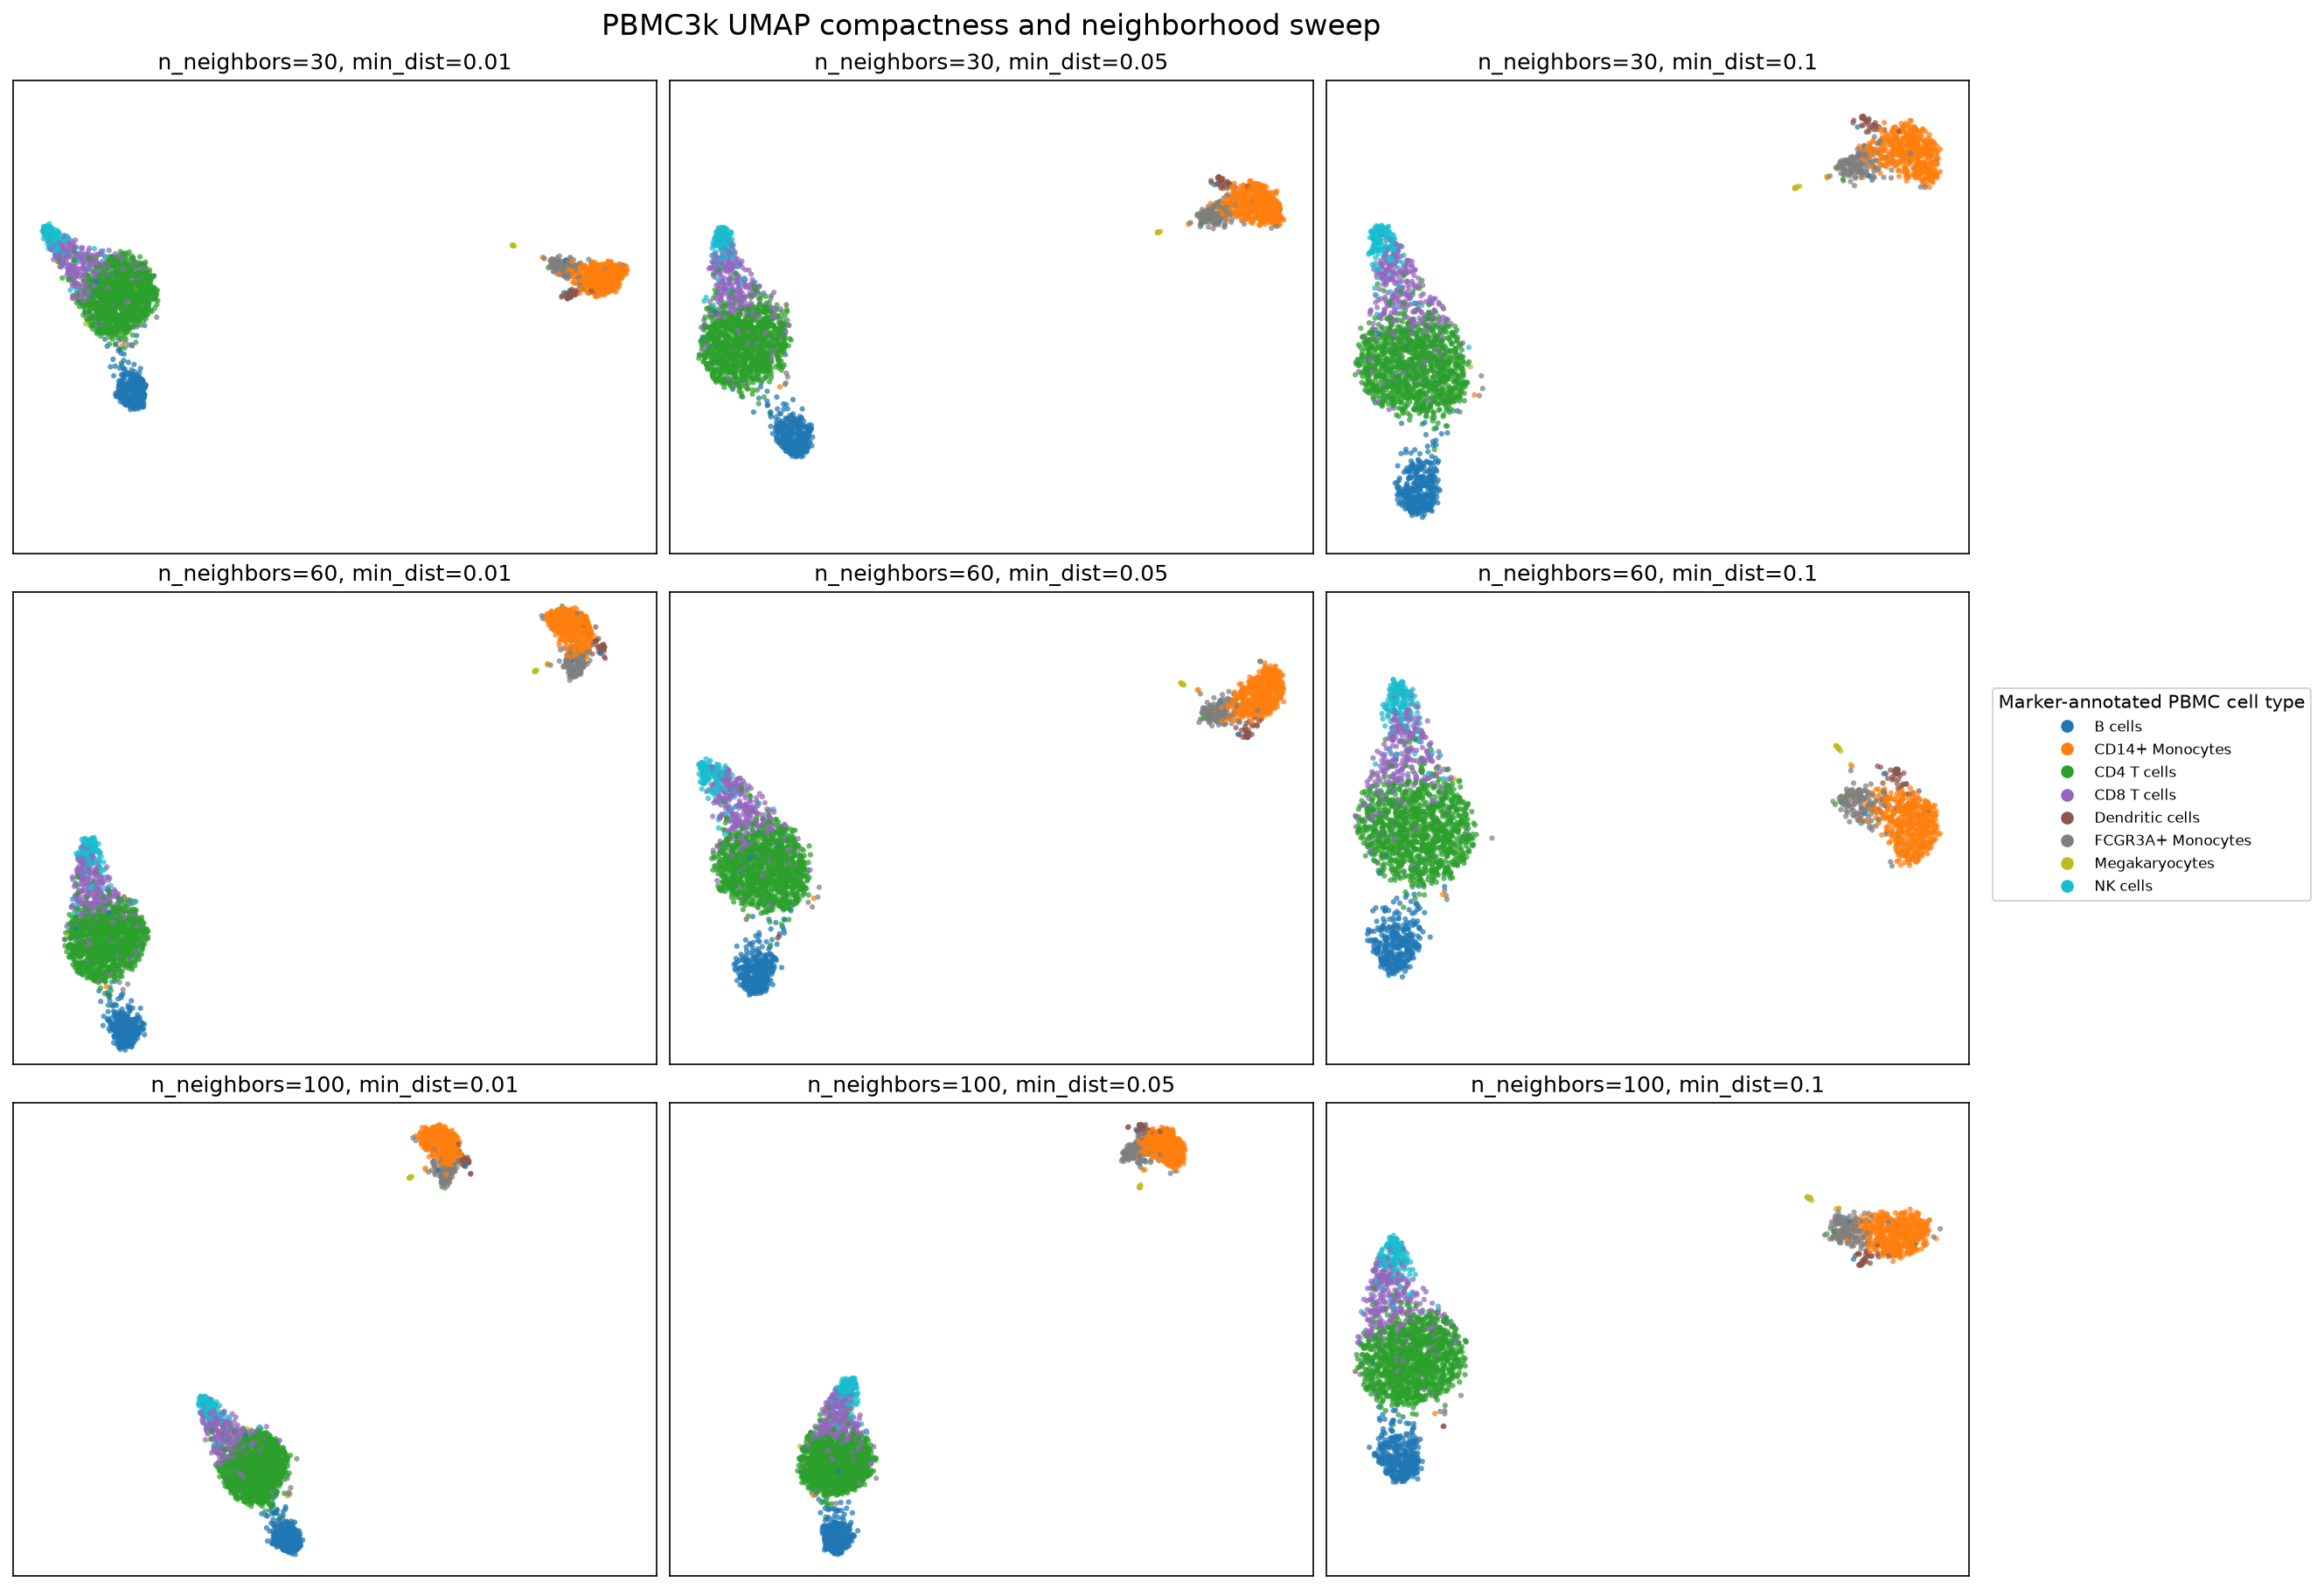 PBMC3k UMAP compactness and neighborhood sweep
n_neighbors=30, min_dist=0.01
n_neighbors=30, min_dist=0.05
n_neighbors=30, min_dist=0.1
n_neighbors=60, min_dist=0.01
n_neighbors=60, min_dist=0.05
n_neighbors=60, min_dist=0.1
Marker-annotated PBMC cell type
B cells
CD14+ Monocytes
CD4 T cells
CD8 T cells
Dendritic cells
FCGR3A+ Monocytes
Megakaryocytes
NK cells
n_neighbors=100, min_dist=0.01
n_neighbors=100, min_dist=0.05
n_neighbors=100, min_dist=0.1